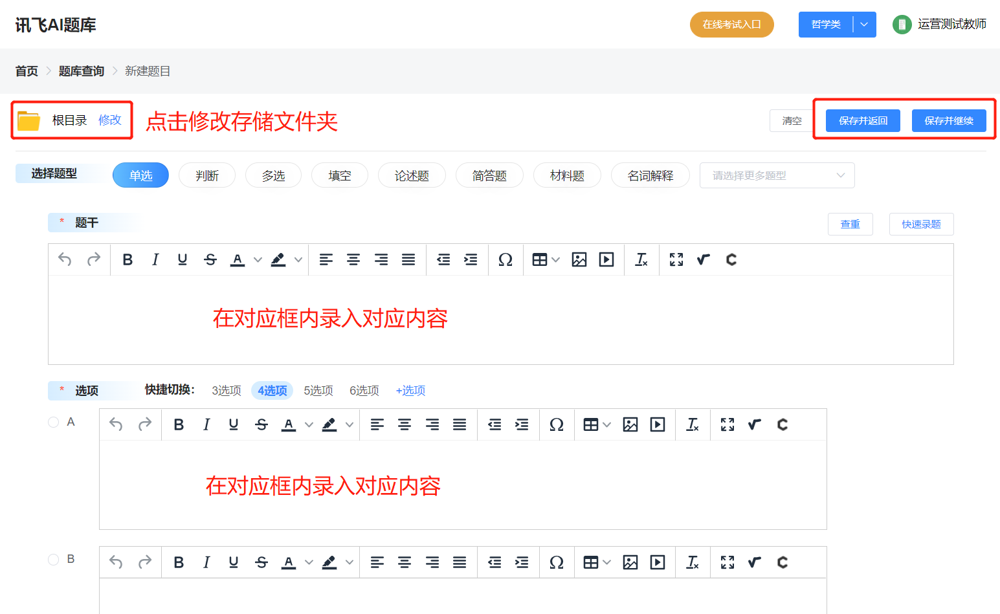 讯飞AI题库
在线考试入口
哲学类
运营测试教师
首页 > 题库查询 > 新建题目
根目录 修改
点击修改存储文件夹
清空
保存并返回
保存并继续
选择题型
单选 判断 多选 填空 论述题 简答题 材料题 名词解释 请选择更多题型
* 题干
查重
快速录题
在对应框内录入对应内容
* 选项
快捷切换： 3选项 4选项 5选项 6选项 +选项
A
在对应框内录入对应内容
B